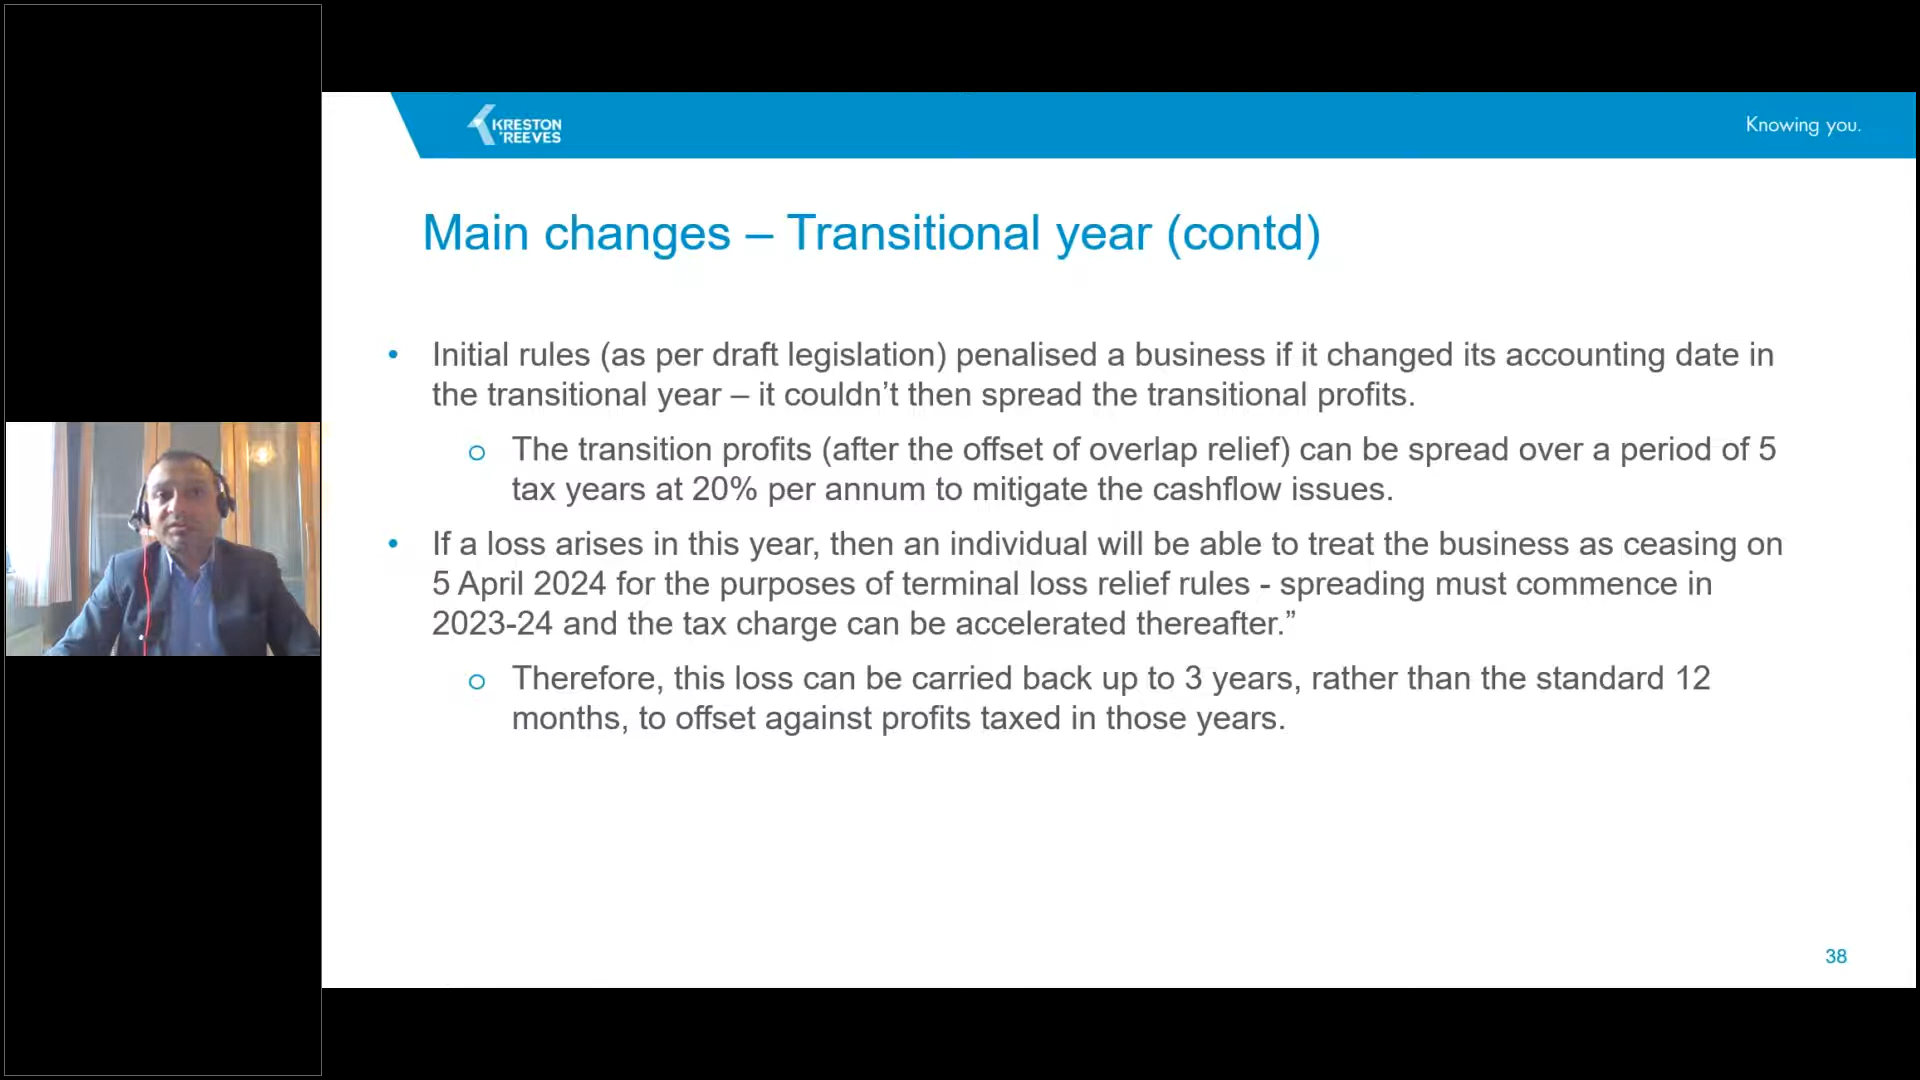 KRESTON
REEVES
Knowing you.
Main changes – Transitional year (contd)
• Initial rules (as per draft legislation) penalised a business if it changed its accounting date in
the transitional year – it couldn’t then spread the transitional profits.
o The transition profits (after the offset of overlap relief) can be spread over a period of 5
tax years at 20% per annum to mitigate the cashflow issues.
• If a loss arises in this year, then an individual will be able to treat the business as ceasing on
5 April 2024 for the purposes of terminal loss relief rules - spreading must commence in
2023-24 and the tax charge can be accelerated thereafter.”
o Therefore, this loss can be carried back up to 3 years, rather than the standard 12
months, to offset against profits taxed in those years.
38